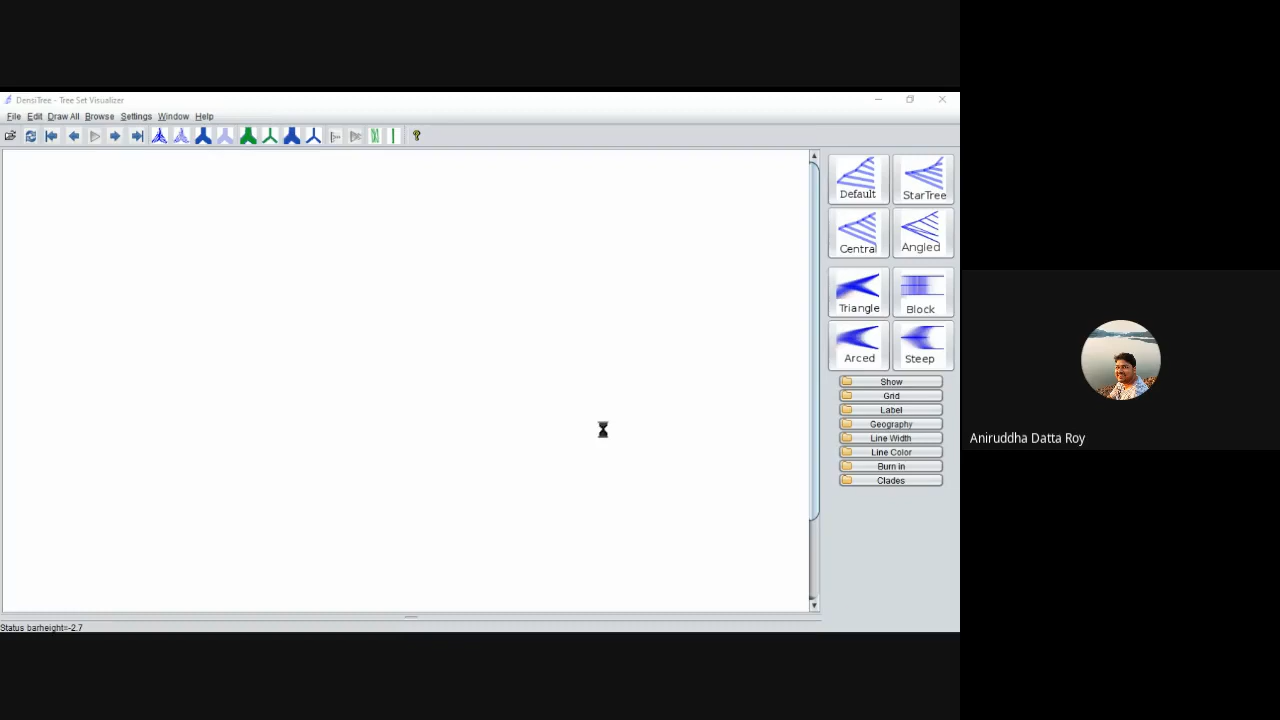 DensiTree - Tree Set Visualizer
File Edit Draw All Browse Settings Window Help
Default
StarTree
Central
Angled
Triangle
Block
Arced
Steep
Show
Grid
Label
Geography
Line Width
Line Color
Burn in
Clades
Status barheight=-2.7
Aniruddha Datta Roy